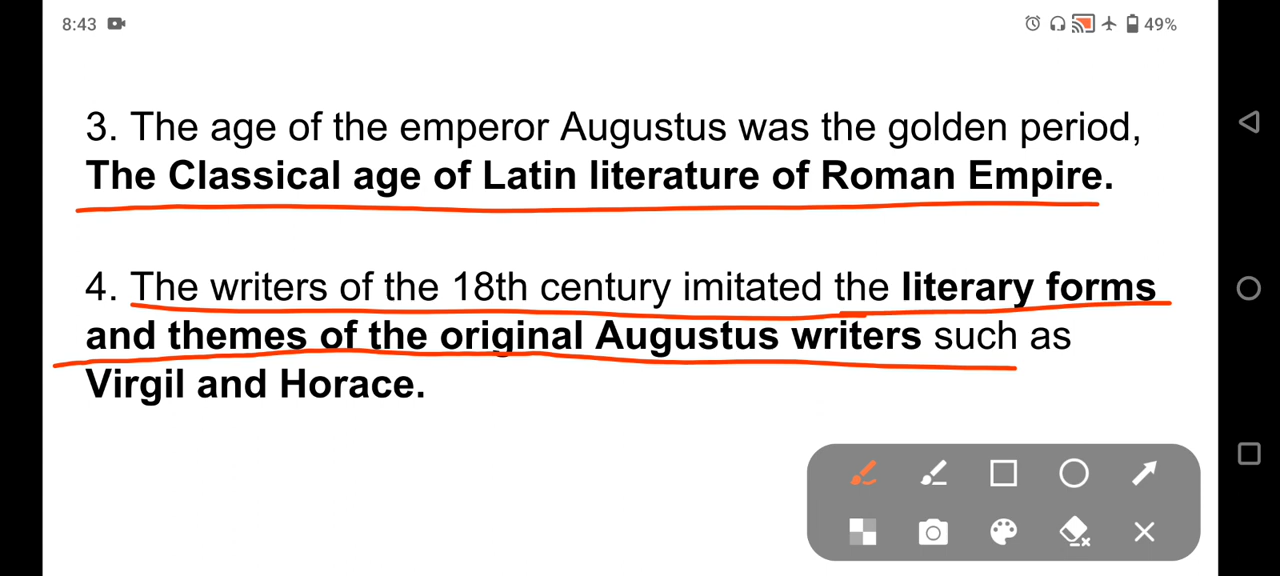 8:43
49%
3. The age of the emperor Augustus was the golden period,
The Classical age of Latin literature of Roman Empire.
4. The writers of the 18th century imitated the literary forms
and themes of the original Augustus writers such as
Virgil and Horace.